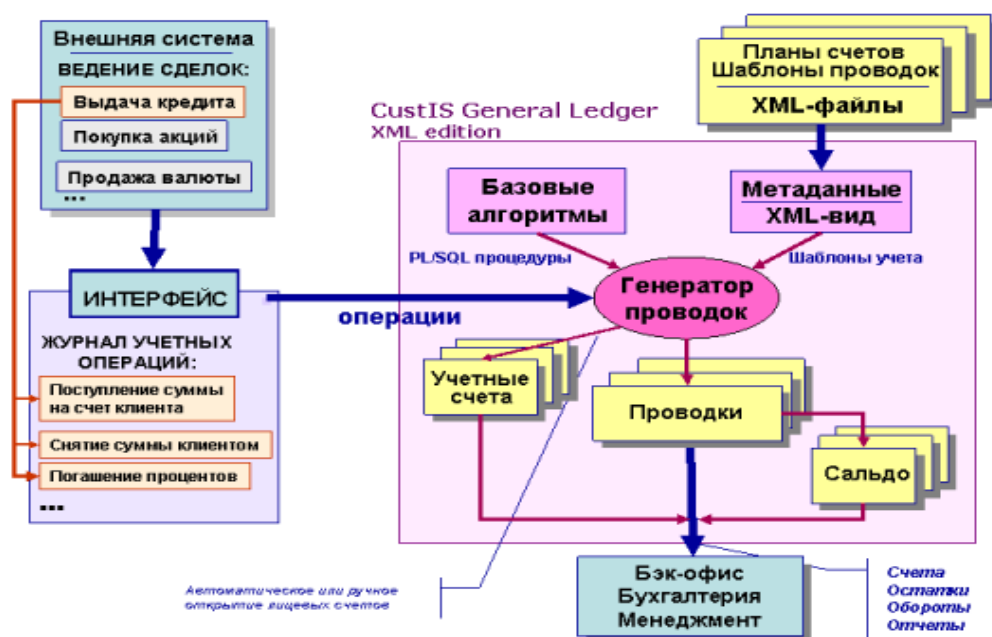 Внешняя система
ВЕДЕНИЕ СДЕЛОК:
Выдача кредита
Покупка акций
Продажа валюты
...
ИНТЕРФЕЙС
ЖУРНАЛ УЧЕТНЫХ
ОПЕРАЦИЙ:
Поступление суммы
на счет клиента
Снятие суммы клиентом
Погашение процентов
...
операции
Планы счетов
Шаблоны проводок
XML-файлы
CustIS General Ledger
XML edition
Базовые
алгоритмы
Метаданные
XML-вид
PL/SQL процедуры
Шаблоны учета
Генератор
проводок
Учетные
счета
Проводки
Сальдо
Автоматическое или ручное
открытие лицевых счетов
Бэк-офис
Бухгалтерия
Менеджмент
Счета
Остатки
Обороты
Отчеты